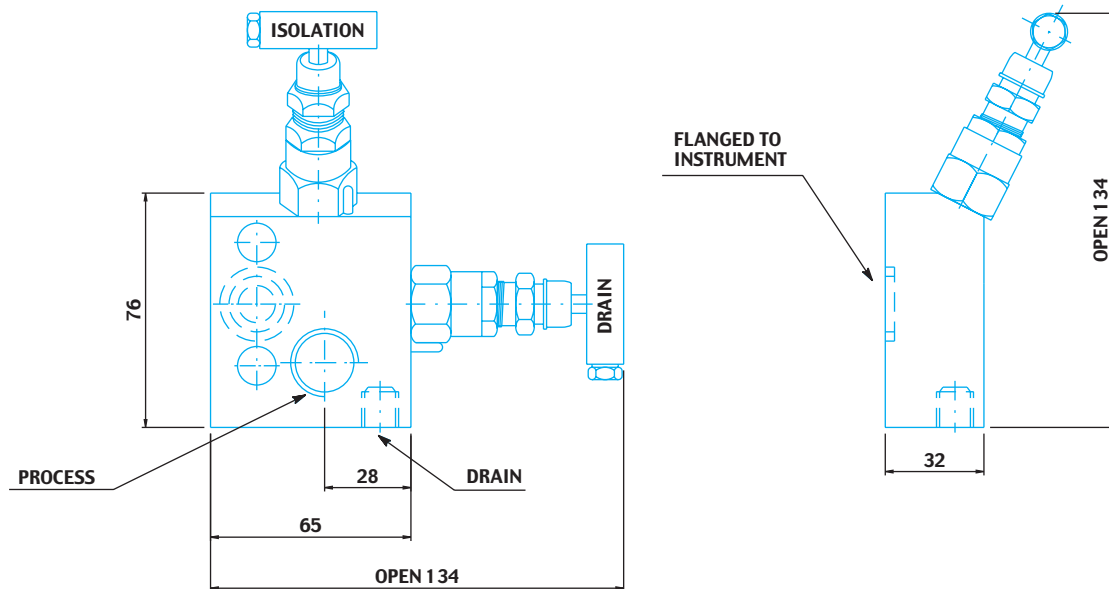 ISOLATION
FLANGED TO
INSTRUMENT
OPEN 134
76
DRAIN
PROCESS
28
DRAIN
32
65
OPEN 134